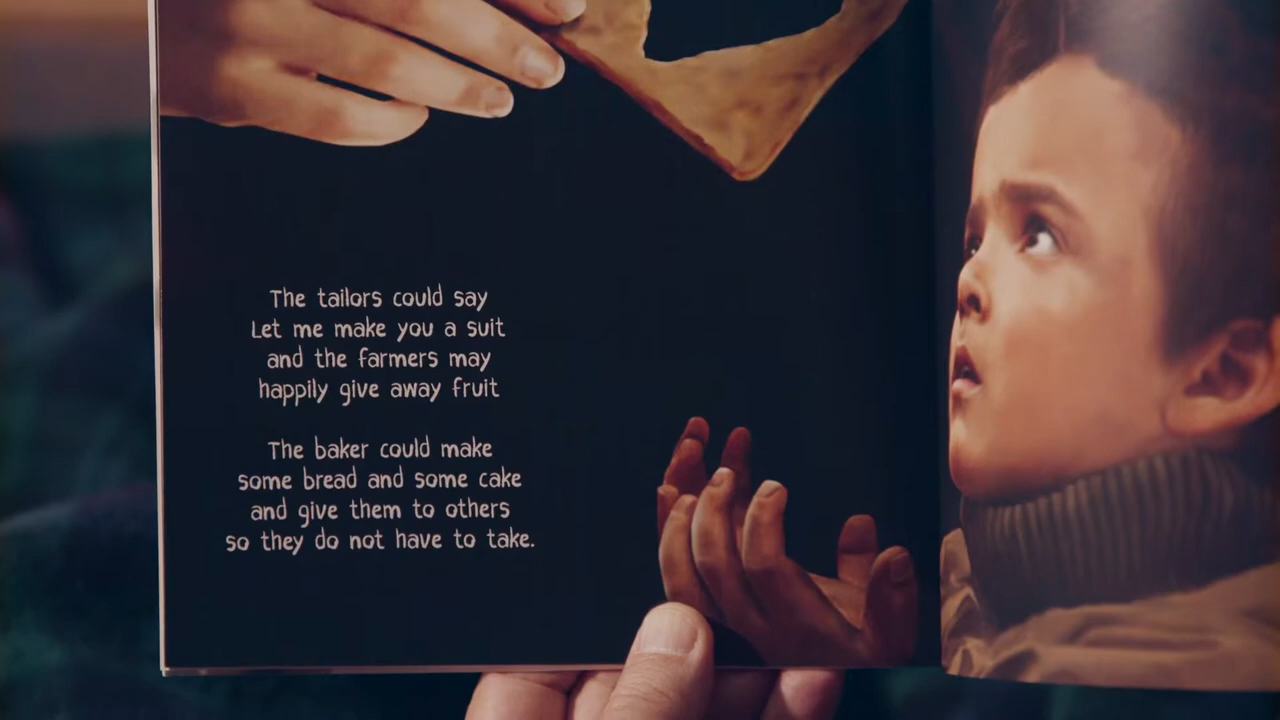 The tailors could say
Let me make you a suit
and the farmers may
happily give away fruit
The baker could make
some bread and some cake
and give them to others
so they do not have to take.